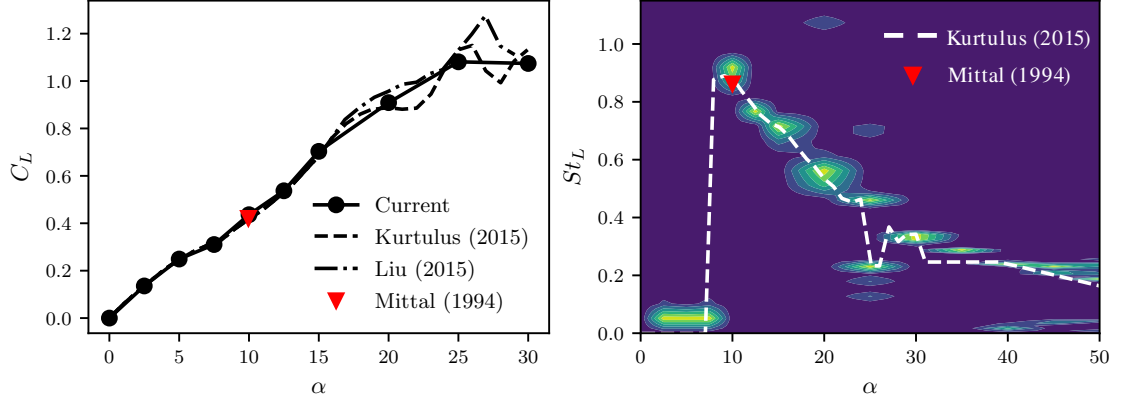 1.2
1.0
0.8
0.6
0.4
0.2
0.0
C_L
0 5 10 15 20 25 30
α
Current
Kurtulus (2015)
Liu (2015)
Mittal (1994)
1.0
0.8
0.6
0.4
0.2
0.0
St_L
0 10 20 30 40 50
α
Kurtulus (2015)
Mittal (1994)